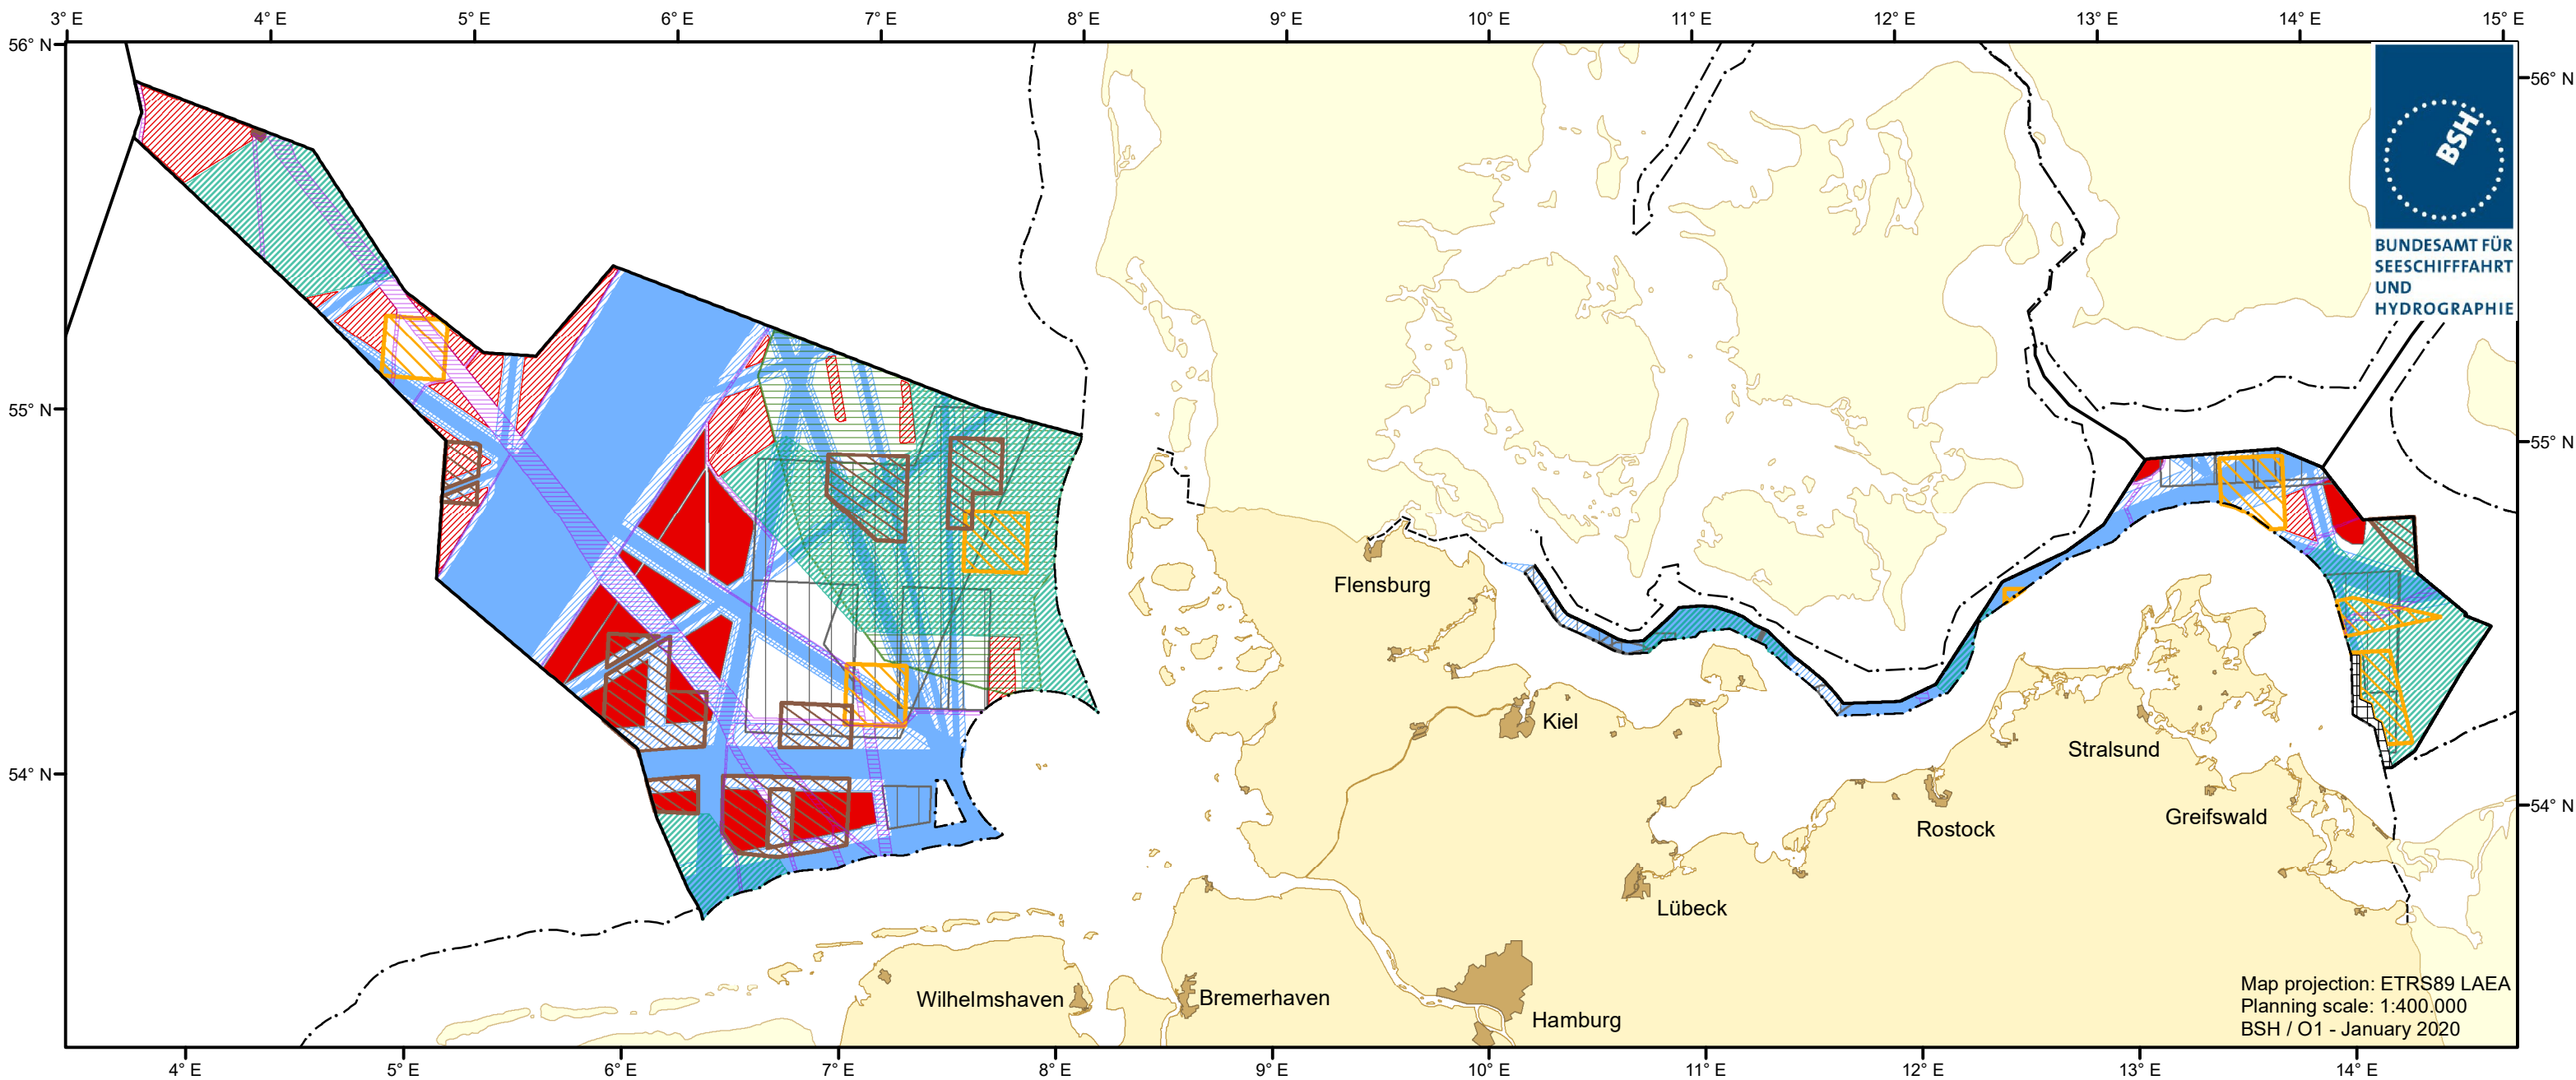 3° E 4° E 5° E 6° E 7° E 8° E 9° E 10° E 11° E 12° E 13° E 14° E 15° E
56° N 56° N
BSH
BUNDESAMT FÜR
SEESCHIFFFAHRT
UND
HYDROGRAPHIE
55° N 55° N
Flensburg
Kiel
Stralsund
54° N 54° N
Greifswald
Rostock
Lübeck
Wilhelmshaven
Bremerhaven
Hamburg
Map projection: ETRS89 LAEA
Planning scale: 1:400.000
BSH / O1 - January 2020
4° E 5° E 6° E 7° E 8° E 9° E 10° E 11° E 12° E 13° E 14° E